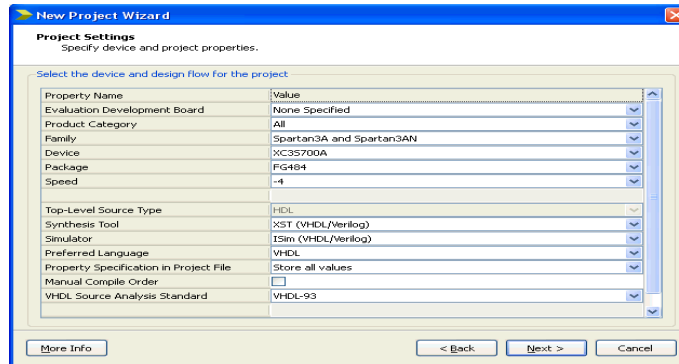 New Project Wizard
Project Settings
Specify device and project properties.
Select the device and design flow for the project
Property Name Value
Evaluation Development Board None Specified
Product Category All
Family Spartan3A and Spartan3AN
Device XC3S700A
Package FG484
Speed -4
Top-Level Source Type HDL
Synthesis Tool XST (VHDL/Verilog)
Simulator ISim (VHDL/Verilog)
Preferred Language VHDL
Property Specification in Project File Store all values
Manual Compile Order
VHDL Source Analysis Standard VHDL-93
More Info < Back Next > Cancel